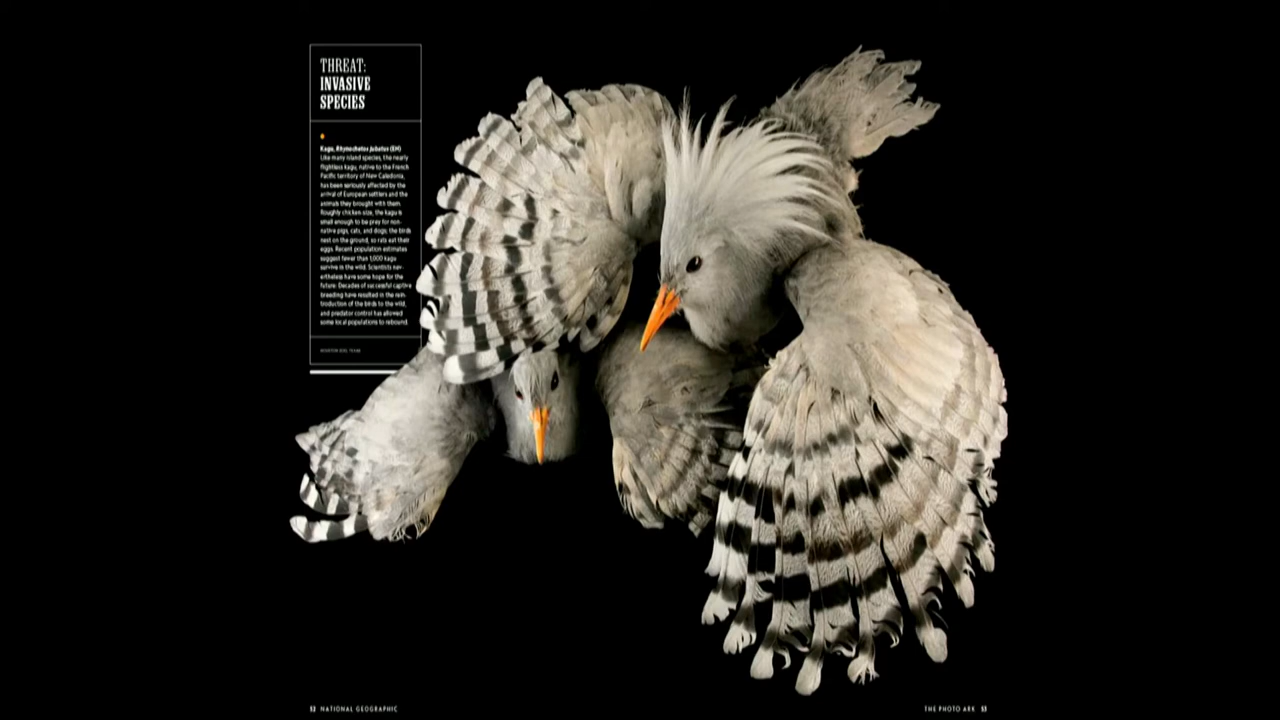 THREAT:
INVASIVE
SPECIES
Kagu, Rhynochetos jubatus (EN)
Like many island species, the nearly
flightless kagu, native to the French
Pacific territory of New Caledonia,
has been seriously affected by the
arrival of European settlers and the
animals they brought with them.
Roughly chicken size, the kagu is
small enough to be prey for non-
native pigs, cats, and dogs; the birds
nest on the ground, so rats eat their
eggs. Recent population estimates
suggest fewer than 1,000 kagu
survive in the wild. Scientists nev-
ertheless have some hope for the
future: Decades of successful captive
breeding have resulted in the rein-
troduction of the birds to the wild,
and predator control has allowed
some local populations to rebound.
HOUSTON ZOO, TEXAS
52 NATIONAL GEOGRAPHIC
THE PHOTO ARK 53